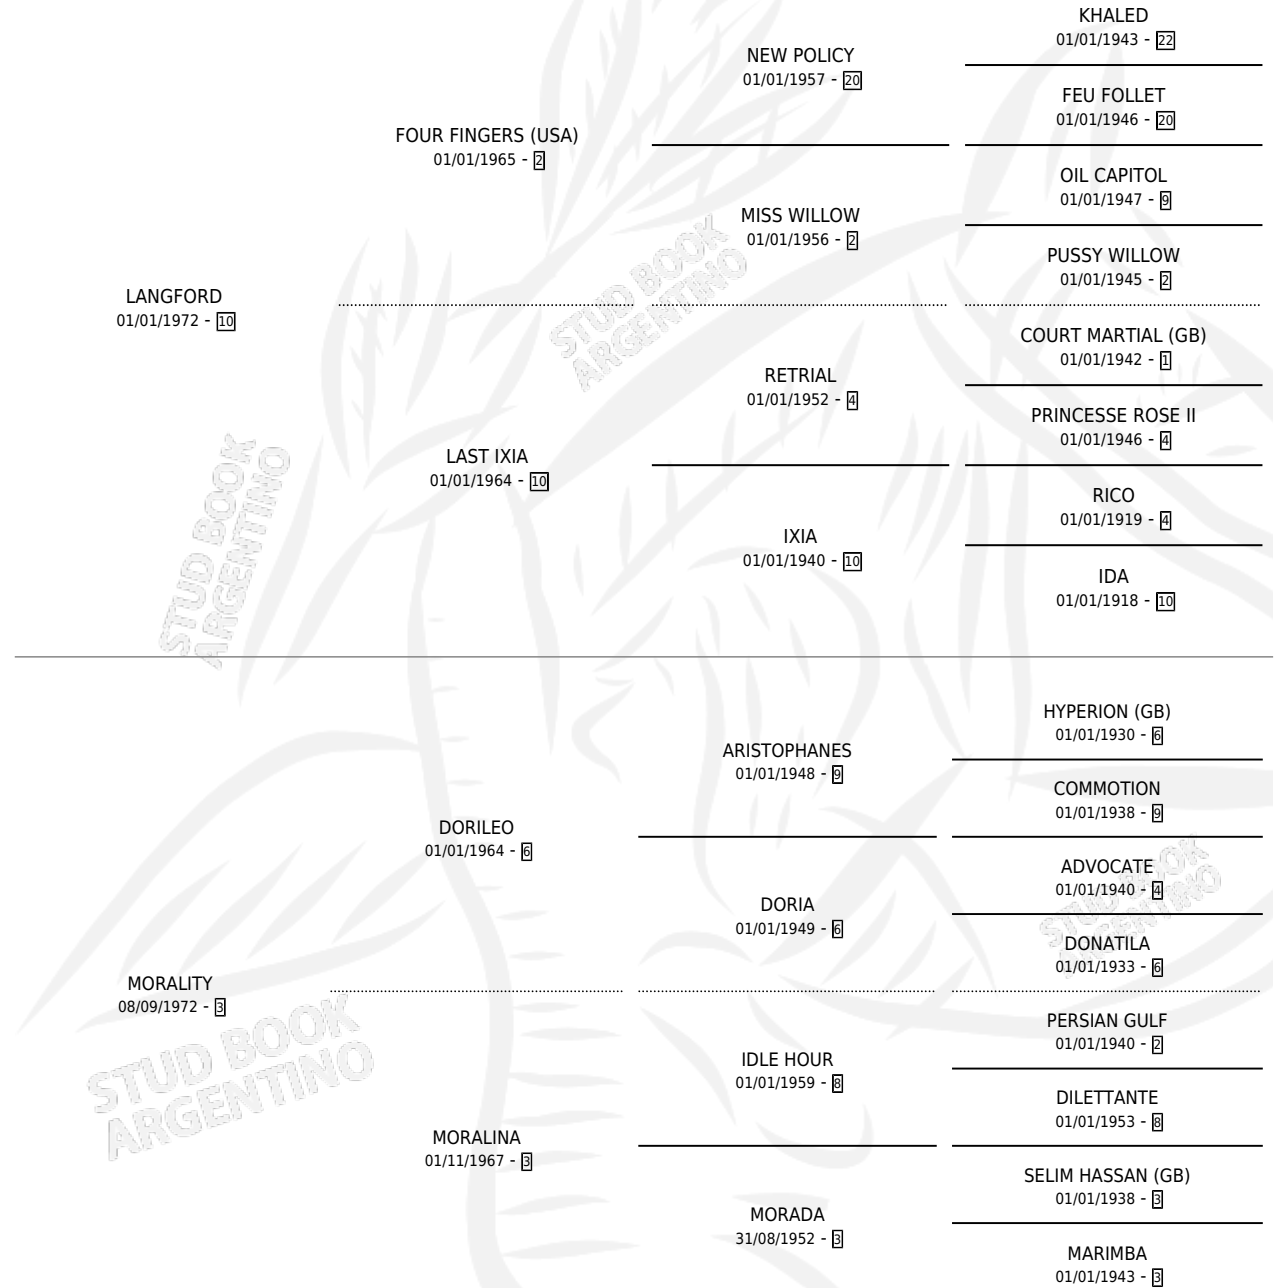 KHALED
01/01/1943 - 22
NEW POLICY
01/01/1957 - 20
FEU FOLLET
01/01/1946 - 20
FOUR FINGERS (USA)
01/01/1965 - 2
OIL CAPITOL
01/01/1947 - 9
MISS WILLOW
01/01/1956 - 2
PUSSY WILLOW
01/01/1945 - 2
STUD BOOK
ARGENTINO
LANGFORD
01/01/1972 - 10
COURT MARTIAL (GB)
01/01/1942 - 1
RETRIAL
01/01/1952 - 4
PRINCESSE ROSE II
01/01/1946 - 4
LAST IXIA
01/01/1964 - 10
RICO
01/01/1919 - 4
IXIA
01/01/1940 - 10
IDA
01/01/1918 - 10
STUD BOOK
ARGENTINO
HYPERION (GB)
01/01/1930 - 6
ARISTOPHANES
01/01/1948 - 9
COMMOTION
01/01/1938 - 9
DORILEO
01/01/1964 - 6
ADVOCATE
01/01/1940 - 4
DORIA
01/01/1949 - 6
DONATILA
01/01/1933 - 6
STUD BOOK
ARGENTINO
MORALITY
08/09/1972 - 3
PERSIAN GULF
01/01/1940 - 2
IDLE HOUR
01/01/1959 - 8
DILETTANTE
01/01/1953 - 8
STUD BOOK
ARGENTINO
MORALINA
01/11/1967 - 3
SELIM HASSAN (GB)
01/01/1938 - 3
MORADA
31/08/1952 - 3
MARIMBA
01/01/1943 - 3